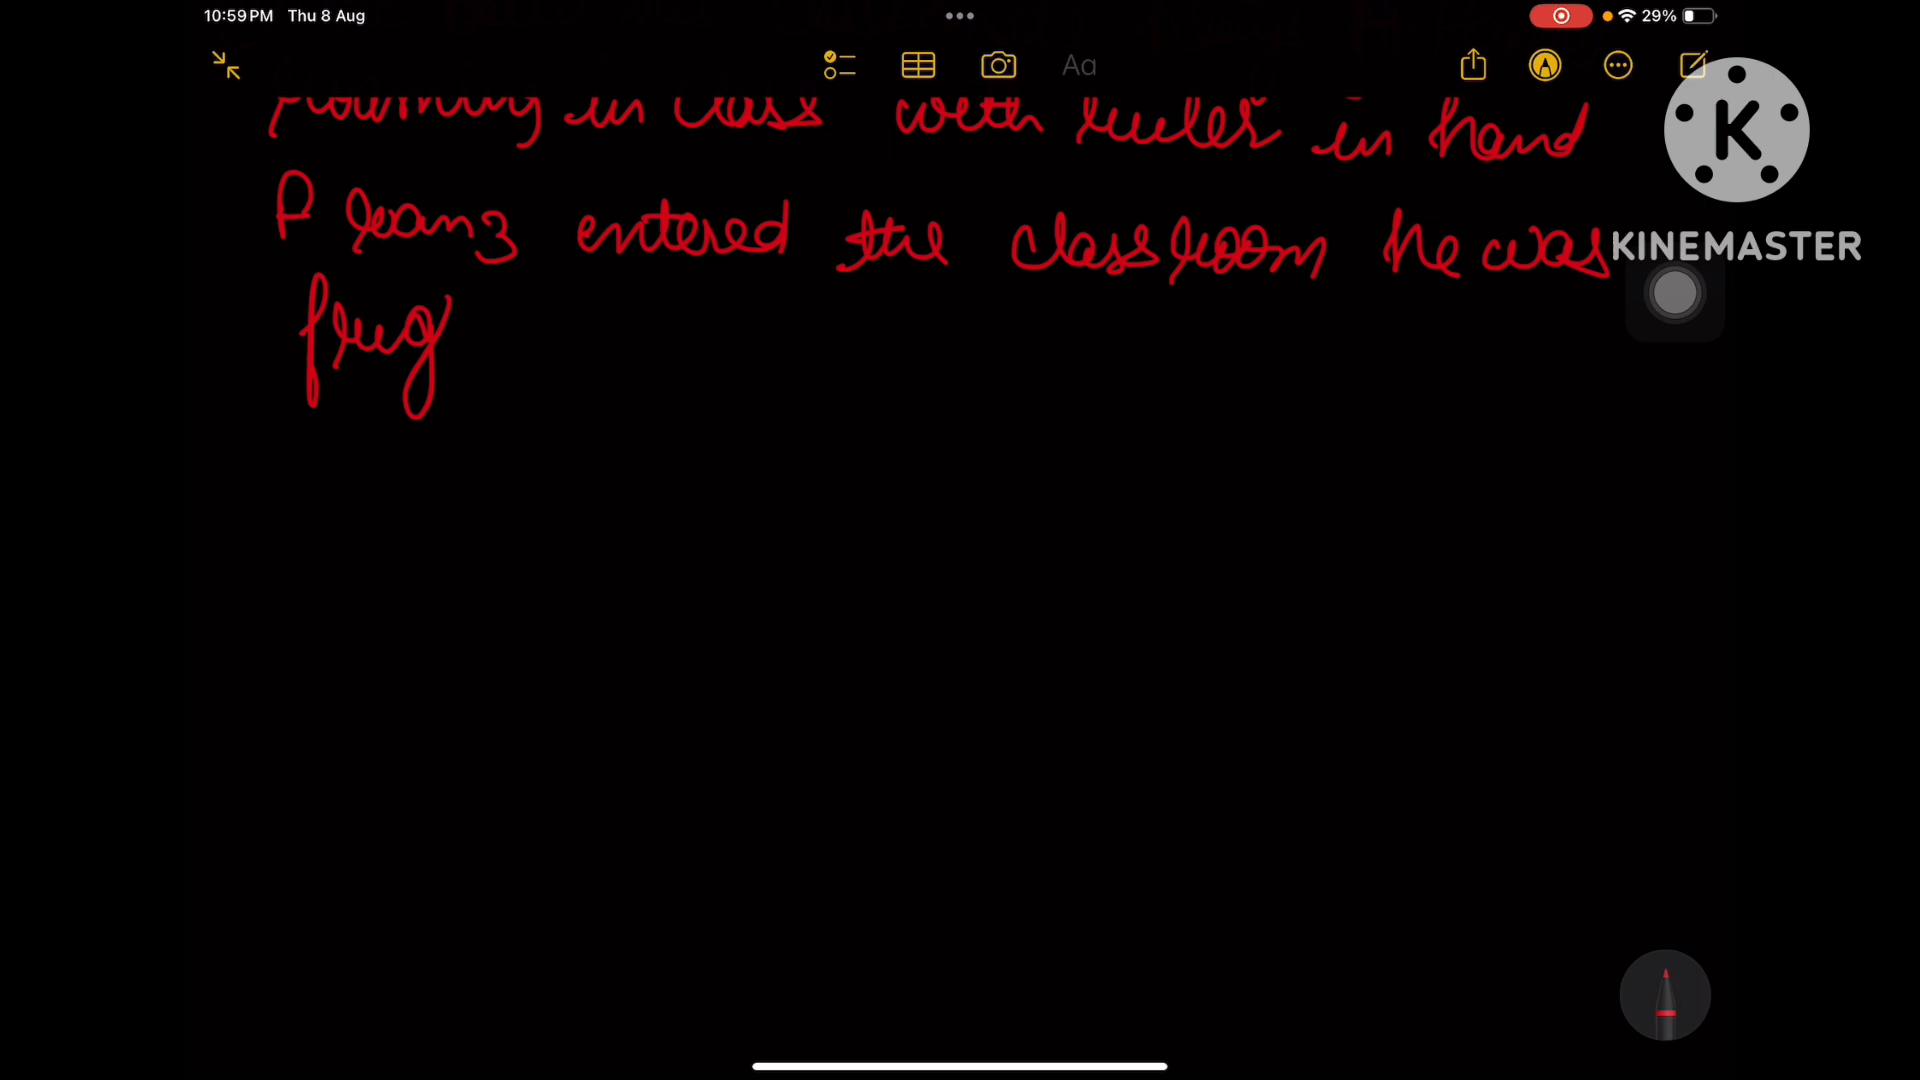 10:59 PM Thu 8 Aug
29%
Aa
K
in class with ruler in hand
entered the classroom he was
KINEMASTER
frig